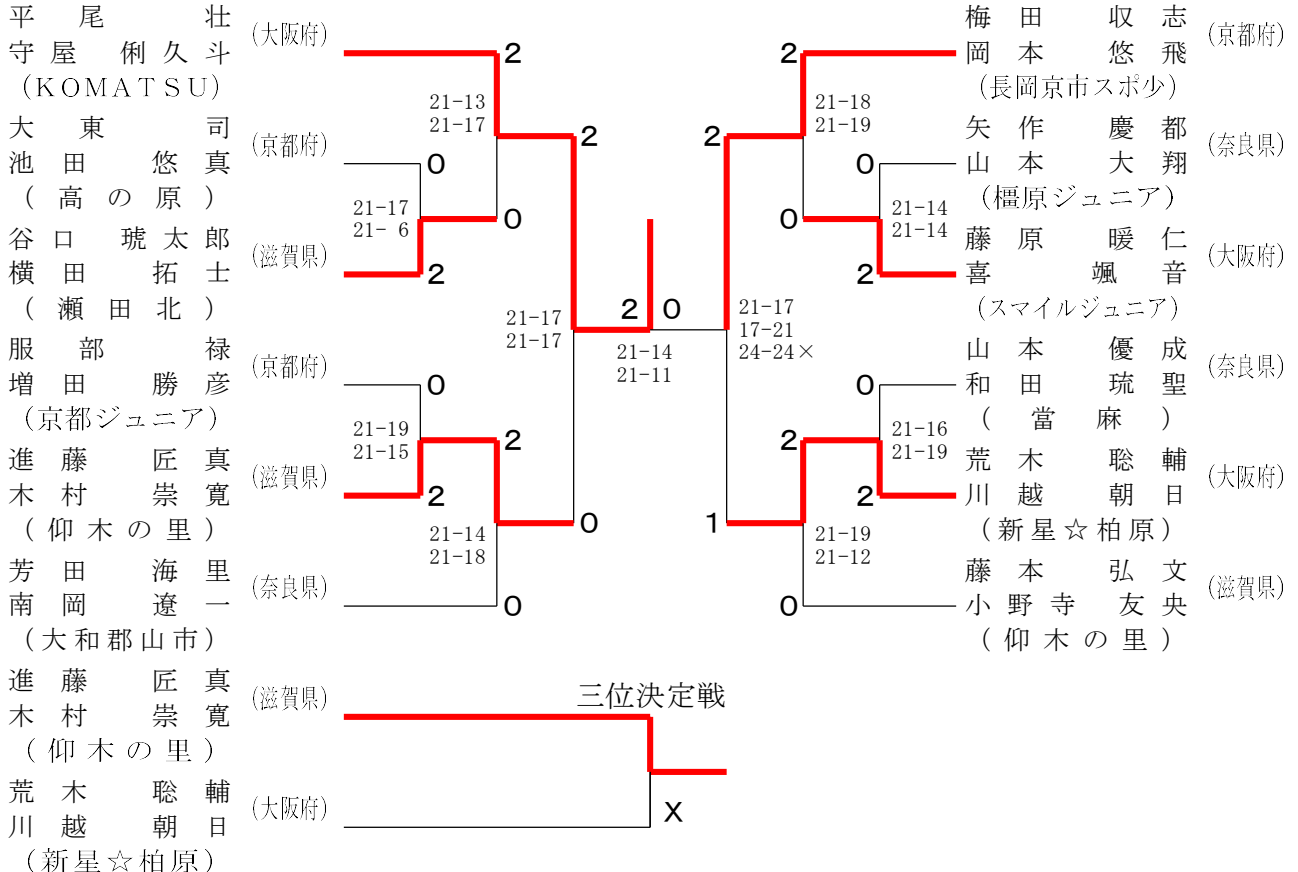 平尾 壮
守屋 俐久斗
(KOMATSU)
(大阪府)
大東 司
池田 悠真
(高の原)
(京都府)
谷口 琥太郎
横田 拓士
(瀬田北)
(滋賀県)
服部 禄
増田 勝彦
(京都ジュニア)
(京都府)
進藤 匠真
木村 崇寛
(仰木の里)
(滋賀県)
芳田 海里
南岡 遼一
(大和郡山市)
(奈良県)
2
21-13
21-17
2
0
21-17
21- 6
0
2
21-17
21-17
0
21-19
21-15
2
2
0
21-14
21-18
0
2 0
21-14
21-11
2
21-18
21-19
2
0
21-14
21-14
0
2
21-17
17-21
24-24×
0
21-16
21-19
2
2
1
21-19
21-12
0
梅田 収志
岡本 悠飛
(長岡京市スポ少)
(京都府)
矢作 慶都
山本 大翔
(橿原ジュニア)
(奈良県)
藤原 暖仁
喜 颯音
(スマイルジュニア)
(大阪府)
山本 優成
和田 琉聖
(當麻)
(奈良県)
荒木 聡輔
川越 朝日
(新星☆柏原)
(大阪府)
藤本 弘文
小野寺 友央
(仰木の里)
(滋賀県)
三位決定戦
進藤 匠真
木村 崇寛
(仰木の里)
(滋賀県)
荒木 聡輔
川越 朝日
(新星☆柏原)
(大阪府)
X